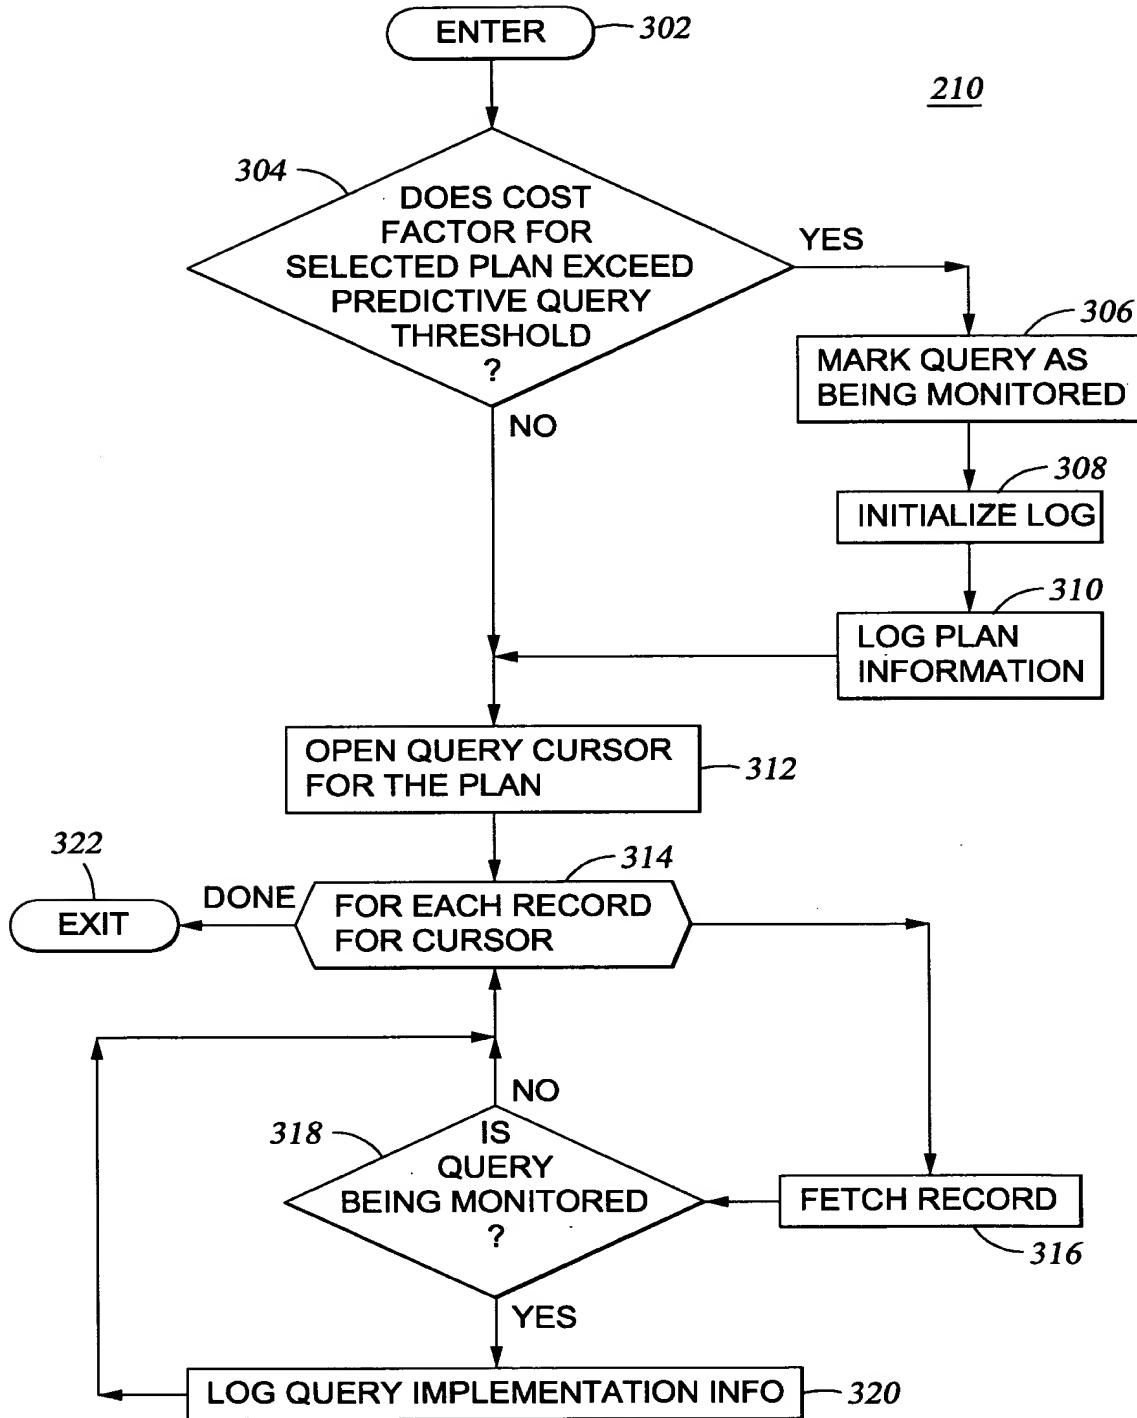 ENTER
302
210
304
DOES COST
FACTOR FOR
SELECTED PLAN EXCEED
PREDICTIVE QUERY
THRESHOLD
?
YES
NO
306
MARK QUERY AS
BEING MONITORED
308
INITIALIZE LOG
310
LOG PLAN
INFORMATION
OPEN QUERY CURSOR
FOR THE PLAN
312
322
EXIT
DONE
314
FOR EACH RECORD
FOR CURSOR
NO
318
IS
QUERY
BEING MONITORED
?
FETCH RECORD
316
YES
LOG QUERY IMPLEMENTATION INFO
320